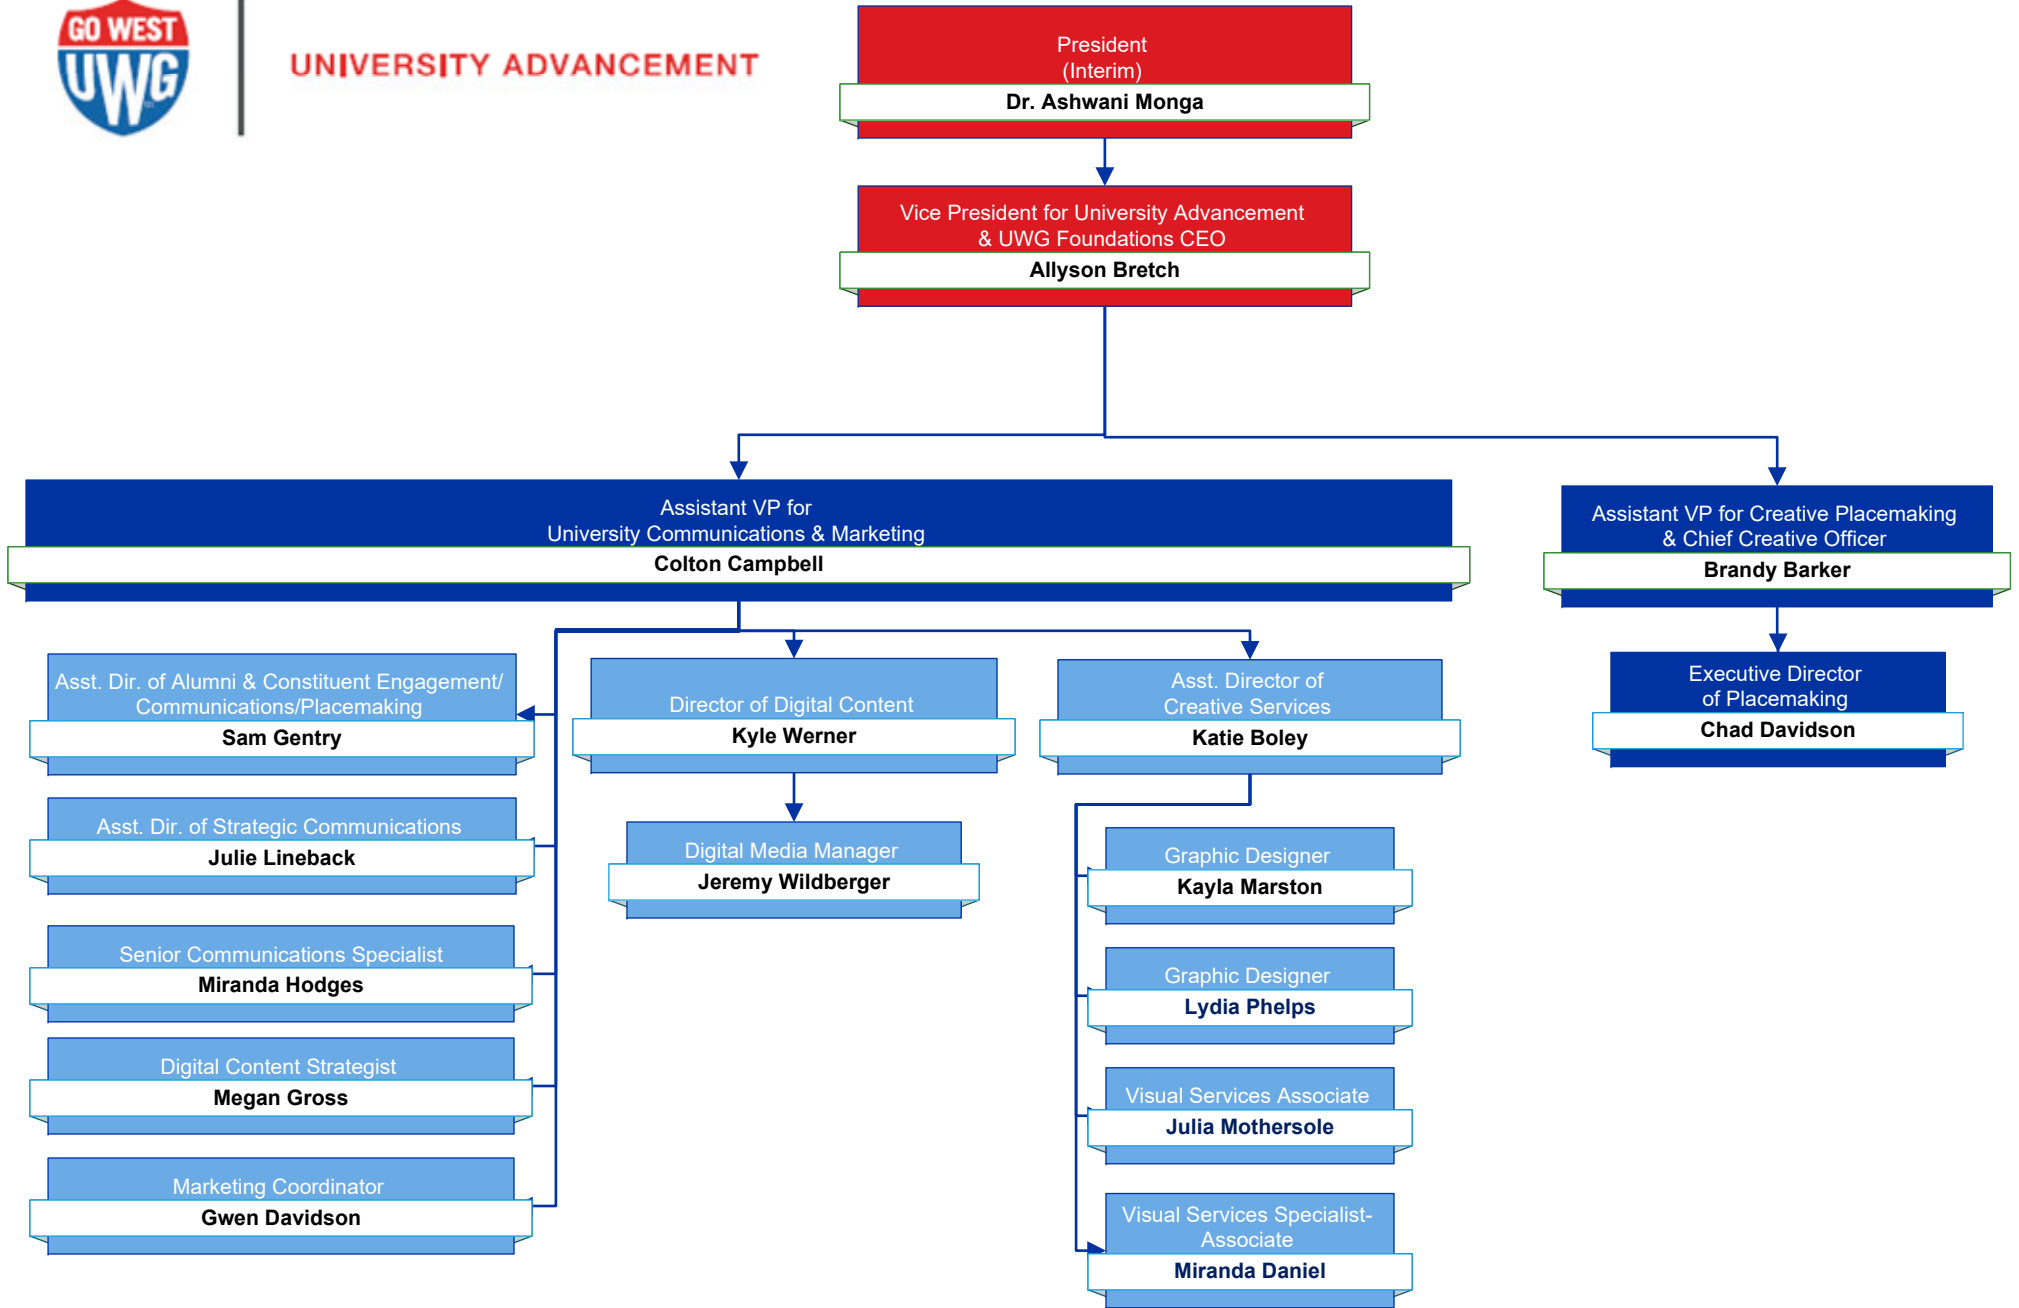 GO WEST
UWG
UNIVERSITY ADVANCEMENT
President
(Interim)
Dr. Ashwani Monga
Vice President for University Advancement
& UWG Foundations CEO
Allyson Bretch
Assistant VP for
University Communications & Marketing
Colton Campbell
Assistant VP for Creative Placemaking
& Chief Creative Officer
Brandy Barker
Asst. Dir. of Alumni & Constituent Engagement/
Communications/Placemaking
Sam Gentry
Asst. Dir. of Strategic Communications
Julie Lineback
Senior Communications Specialist
Miranda Hodges
Digital Content Strategist
Megan Gross
Marketing Coordinator
Gwen Davidson
Director of Digital Content
Kyle Werner
Digital Media Manager
Jeremy Wildberger
Asst. Director of
Creative Services
Katie Boley
Graphic Designer
Kayla Marston
Graphic Designer
Lydia Phelps
Visual Services Associate
Julia Mothersole
Visual Services Specialist-
Associate
Miranda Daniel
Executive Director
of Placemaking
Chad Davidson